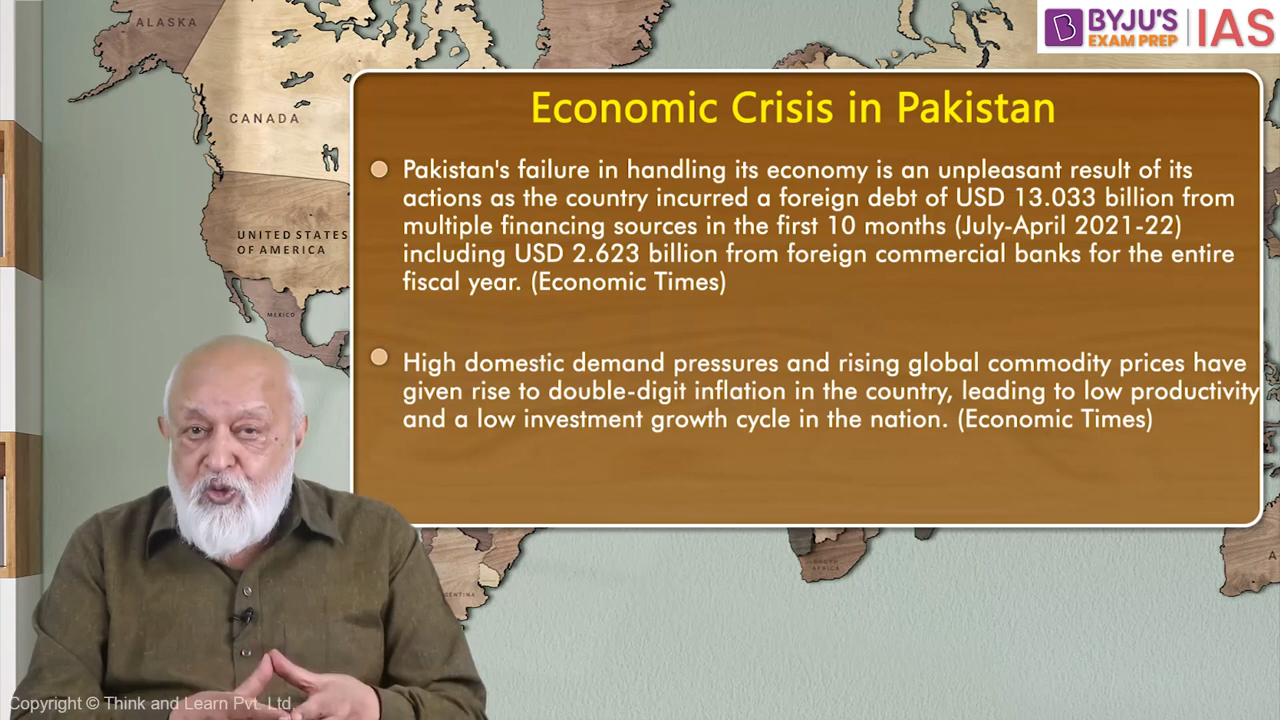 ALASKA
CANADA
UNITED STATES
OF AMERICA
MEXICO
BYJU'S
EXAM PREP
IAS
Economic Crisis in Pakistan
Pakistan's failure in handling its economy is an unpleasant result of its
actions as the country incurred a foreign debt of USD 13.033 billion from
multiple financing sources in the first 10 months (July-April 2021-22)
including USD 2.623 billion from foreign commercial banks for the entire
fiscal year. (Economic Times)
High domestic demand pressures and rising global commodity prices have
given rise to double-digit inflation in the country, leading to low productivity
and a low investment growth cycle in the nation. (Economic Times)
SOUTH
AFRICA
ENTINA
A
Copyright © Think and Learn Pvt. Ltd.